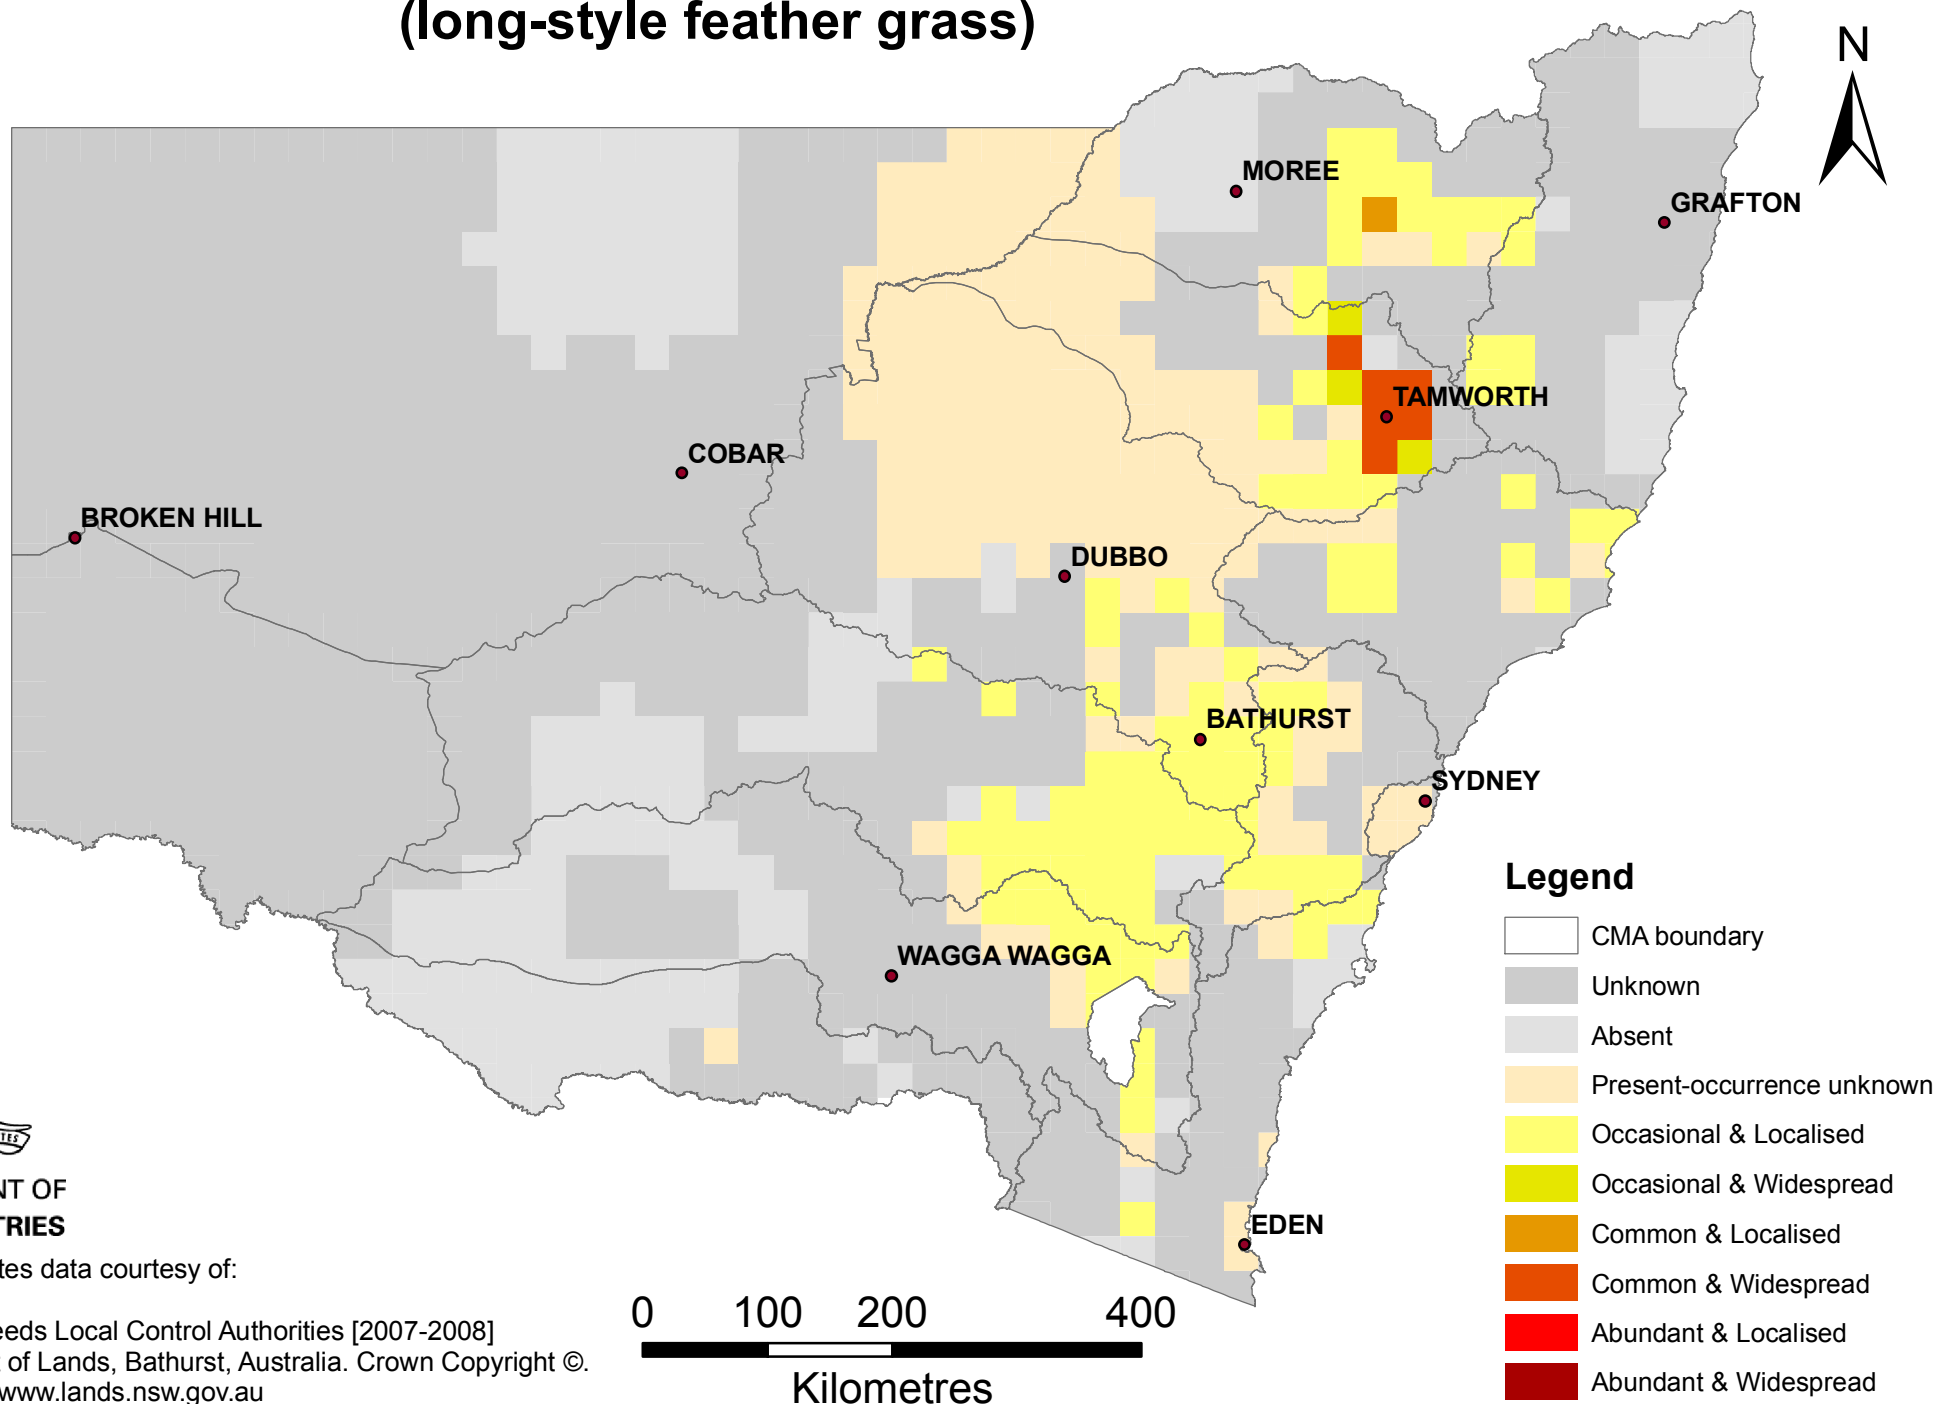 (long-style feather grass)
N
MOREE
GRAFTON
TAMWORTH
COBAR
BROKEN HILL
DUBBO
BATHURST
SYDNEY
WAGGA WAGGA
EDEN
Legend
CMA boundary
Unknown
Absent
Present-occurrence unknown
Occasional & Localised
Occasional & Widespread
Common & Localised
Common & Widespread
Abundant & Localised
Abundant & Widespread
NT OF
TRIES
tes data courtesy of:
eeds Local Control Authorities [2007-2008]
t of Lands, Bathurst, Australia. Crown Copyright ©.
www.lands.nsw.gov.au
0 100 200 400
Kilometres